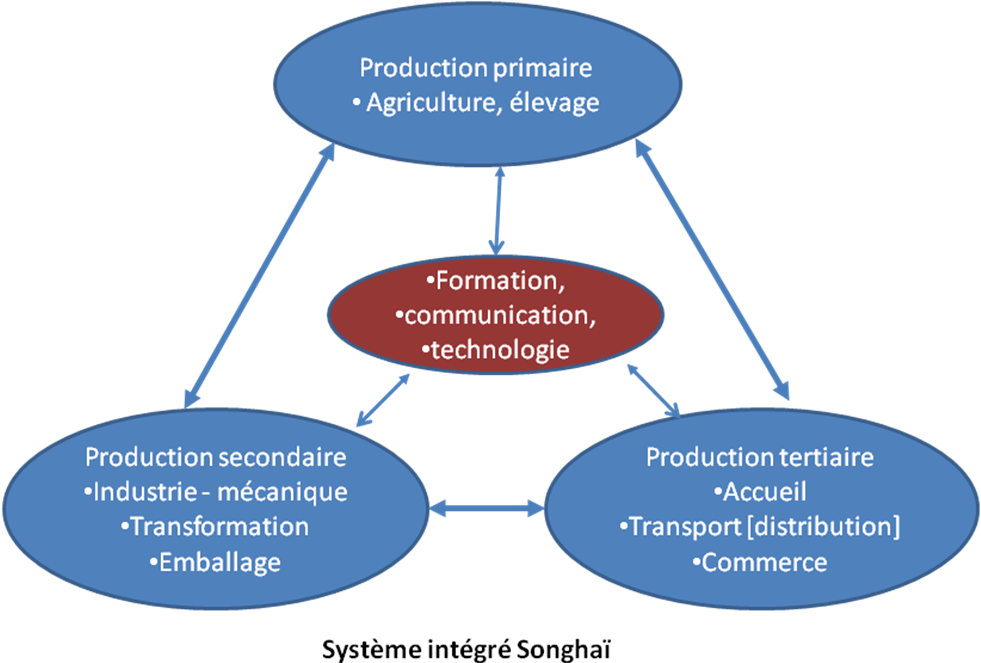 Production primaire
• Agriculture, élevage
•Formation,
•communication,
•technologie
Production secondaire
•Industrie - mécanique
•Transformation
•Emballage
Production tertiaire
•Accueil
•Transport [distribution]
•Commerce
Système intégré Songhaï